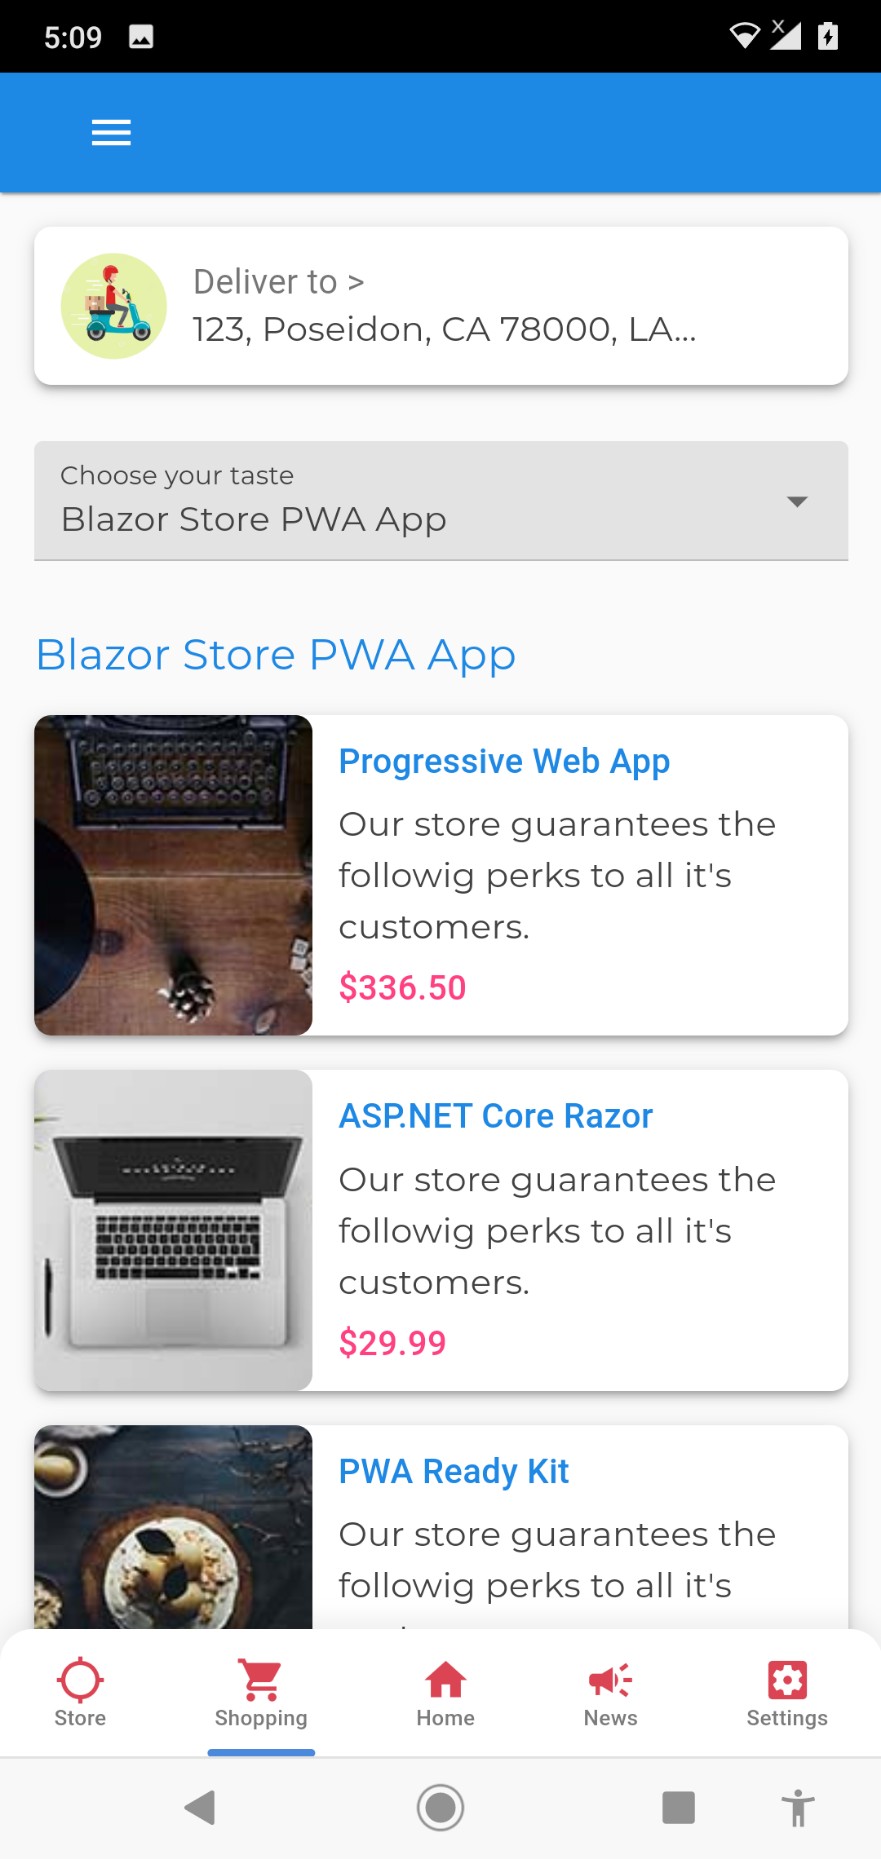 5:09
Deliver to >
123, Poseidon, CA 78000, LA...
Choose your taste
Blazor Store PWA App
Blazor Store PWA App
Progressive Web App
Our store guarantees the
followig perks to all it's
customers.
$336.50
ASP.NET Core Razor
Our store guarantees the
followig perks to all it's
customers.
$29.99
PWA Ready Kit
Our store guarantees the
followig perks to all it's
Store
Shopping
Home
News
Settings